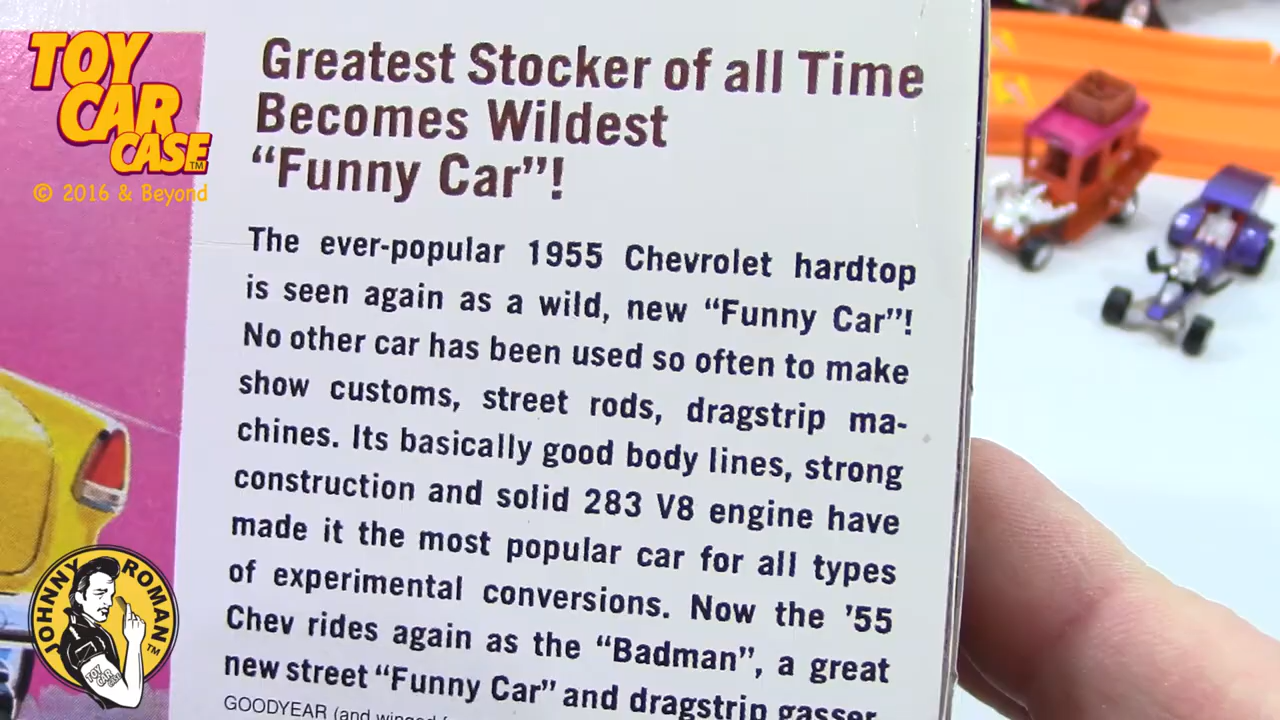 TOY
CAR
CASE™
© 2016 & Beyond
Greatest Stocker of all Time
Becomes Wildest
“Funny Car”!
The ever-popular 1955 Chevrolet hardtop
is seen again as a wild, new “Funny Car”!
No other car has been used so often to make
show customs, street rods, dragstrip ma-
chines. Its basically good body lines, strong
construction and solid 283 V8 engine have
made it the most popular car for all types
of experimental conversions. Now the ’55
Chev rides again as the “Badman”, a great
new street “Funny Car” and dragstrip gasser.
GOODYEAR (and winged
JOHNNY ROMAN™
TOY CAR CASE